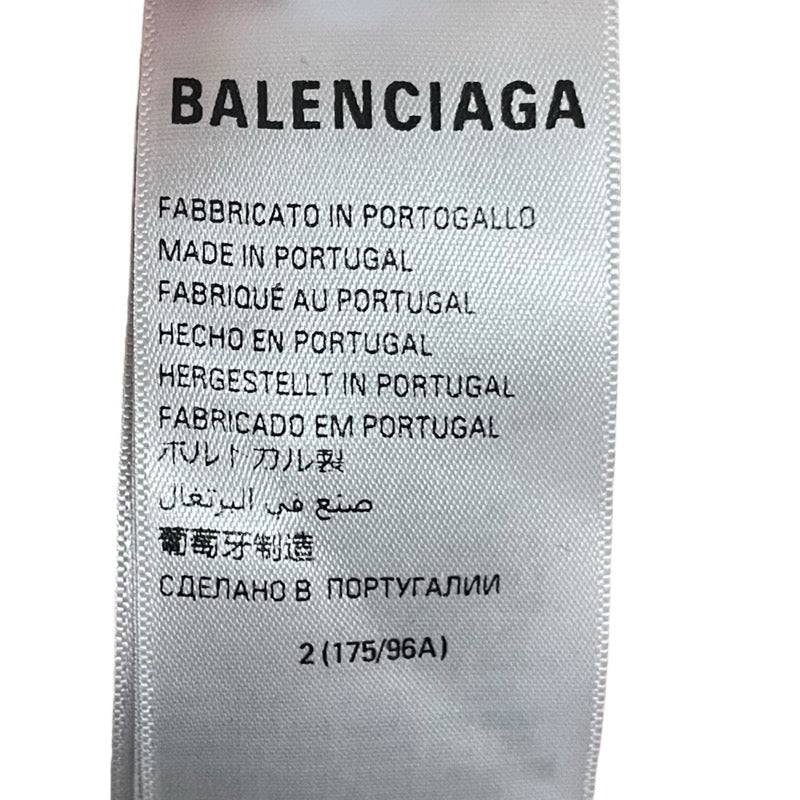 BALENCIAGA
FABBRICATO IN PORTOGALLO
MADE IN PORTUGAL
FABRIQUÉ AU PORTUGAL
HECHO EN PORTUGAL
HERGESTELLT IN PORTUGAL
FABRICADO EM PORTUGAL
ポルトガル製
صنع في البرتغال
葡萄牙制造
СДЕЛАНО В ПОРТУГАЛИИ
2 (175/96A)